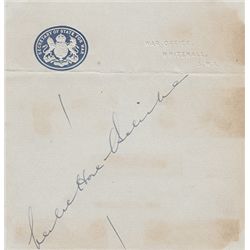 SECRETARY OF STATE FOR WAR
WAR OFFICE,
WHITEHALL,
S.W.
Leslie Hore-Belisha